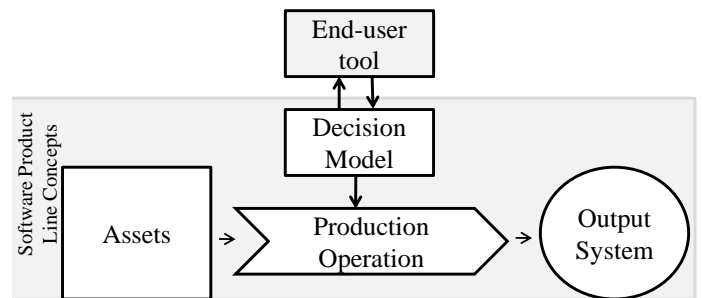 End-user
tool
Decision
Model
Software Product
Line Concepts
Assets
Production
Operation
Output
System